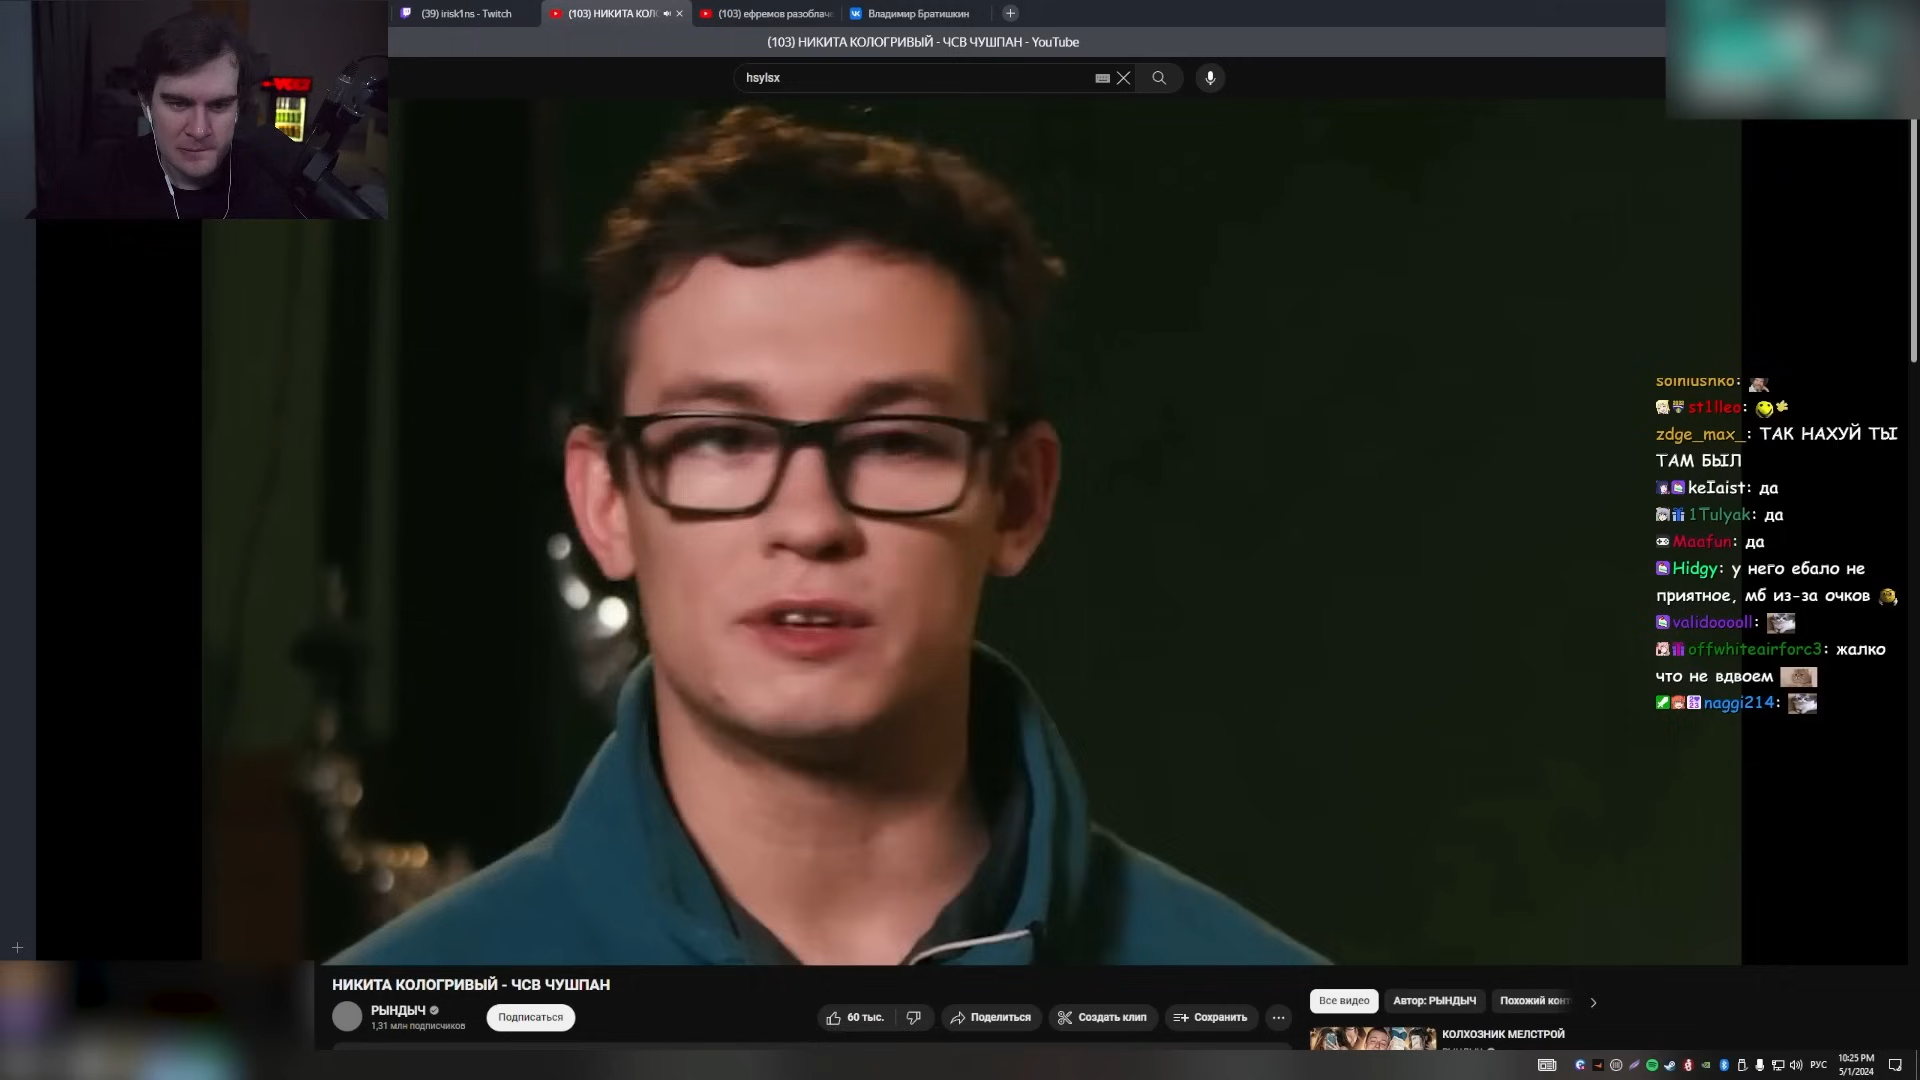 (39) irisk1ns - Twitch
(103) НИКИТА КОЛ
(103) ефремов разоблач
Владимир Братишкин
(103) НИКИТА КОЛОГРИВЫЙ - ЧСВ ЧУШПАН - YouTube
hsylsx
solniushko:
st1lleo:
zdge_max_: ТАК НАХУЙ ТЫ
ТАМ БЫЛ
keIaist: да
1Tulyak: да
Maafun: да
Hidgy: у него ебало не
приятное, мб из-за очков
validooooll:
offwhiteairforc3: жалко
что не вдвоем
naggi214:
НИКИТА КОЛОГРИВЫЙ - ЧСВ ЧУШПАН
РЫНДЫЧ
1,31 млн подписчиков
Подписаться
60 тыс.
Поделиться
Создать клип
Сохранить
Все видео
Автор: РЫНДЫЧ
Похожий конт
КОЛХОЗНИК МЕЛСТРОЙ
РУС
10:25 PM
5/1/2024